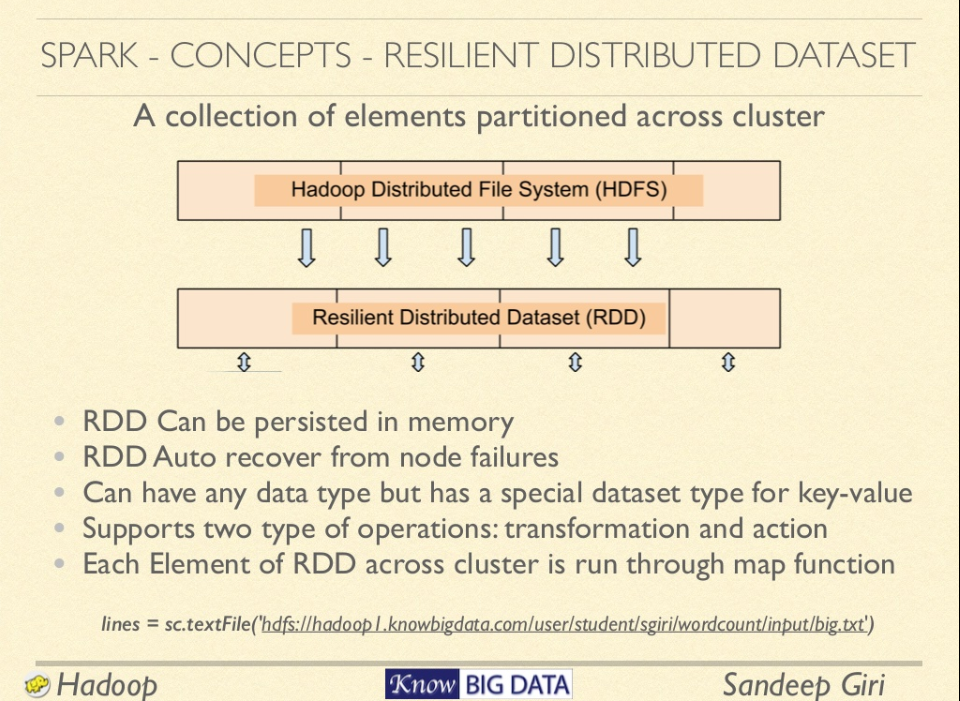 SPARK - CONCEPTS - RESILIENT DISTRIBUTED DATASET
A collection of elements partitioned across cluster
Hadoop Distributed File System (HDFS)
Resilient Distributed Dataset (RDD)
• RDD Can be persisted in memory
• RDD Auto recover from node failures
• Can have any data type but has a special dataset type for key-value
• Supports two type of operations: transformation and action
• Each Element of RDD across cluster is run through map function
lines = sc.textFile('hdfs://hadoop1.knowbigdata.com/user/student/sgiri/wordcount/input/big.txt')
Hadoop
Know BIG DATA
Sandeep Giri